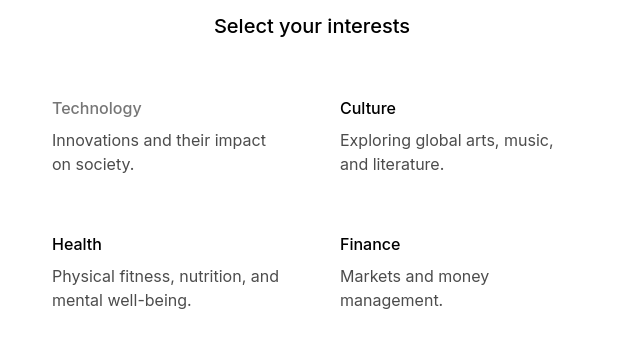 Select your interests
Technology
Innovations and their impact
on society.
Culture
Exploring global arts, music,
and literature.
Health
Physical fitness, nutrition, and
mental well-being.
Finance
Markets and money
management.